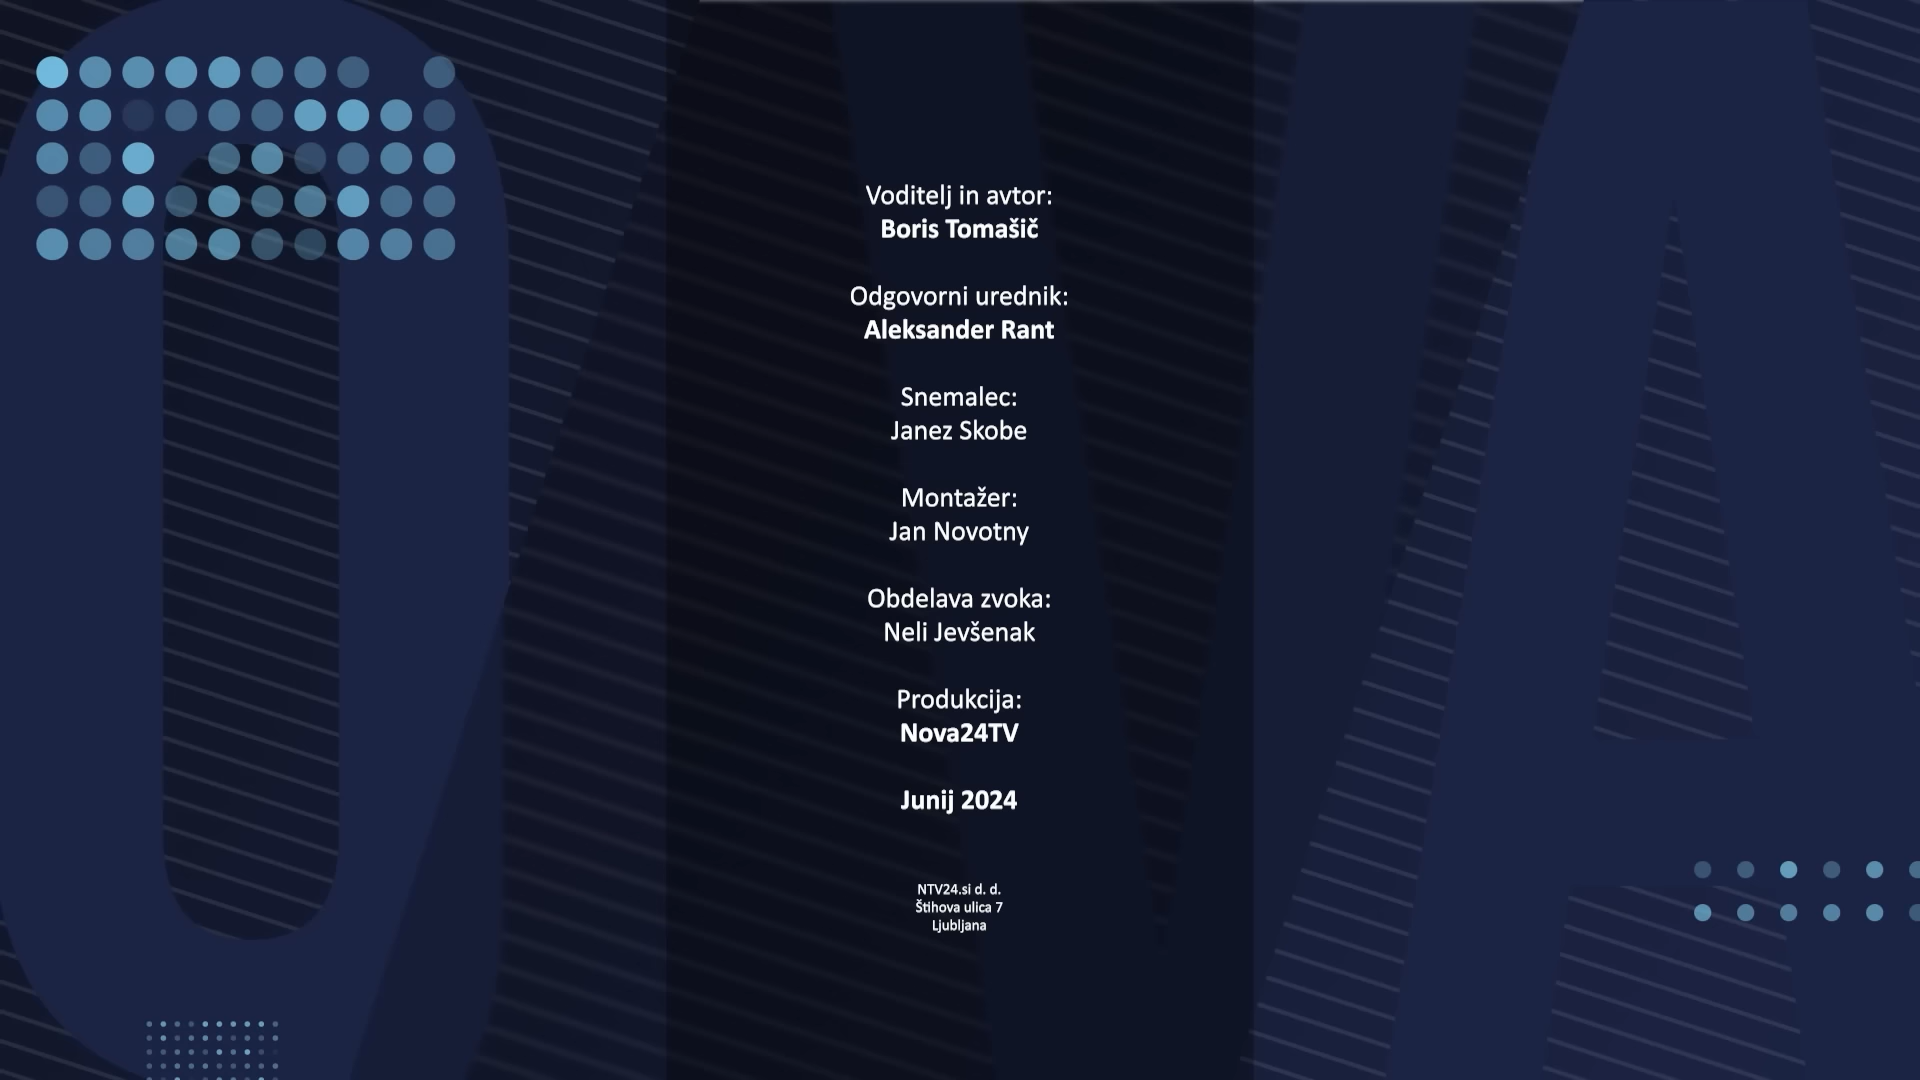 Voditelj in avtor:
Boris Tomašič
Odgovorni urednik:
Aleksander Rant
Snemalec:
Janez Skobe
Montažer:
Jan Novotny
Obdelava zvoka:
Neli Jevšenak
Produkcija:
Nova24TV
Junij 2024
NTV24.si d. d.
Štihova ulica 7
Ljubljana